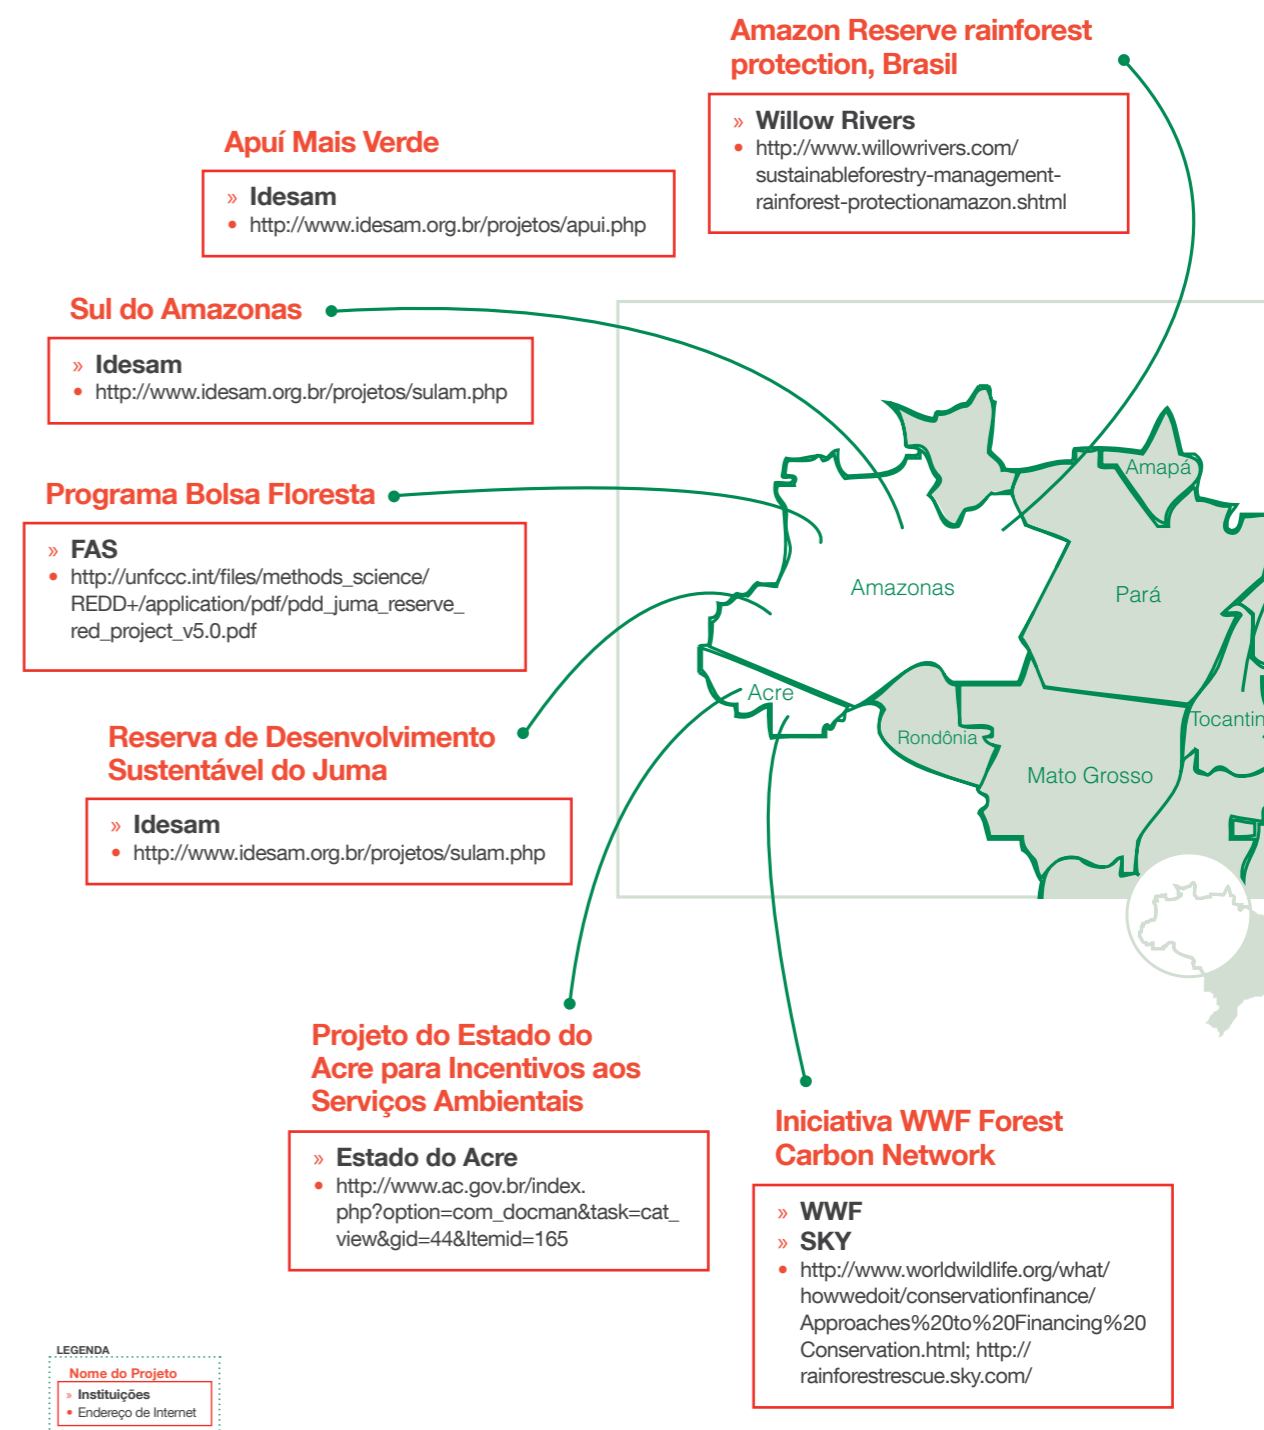 Amazon Reserve rainforest
protection, Brasil
» Willow Rivers
• http://www.willowrivers.com/
sustainableforestry-management-
rainforest-protectionamazon.shtml
Apuí Mais Verde
» Idesam
• http://www.idesam.org.br/projetos/apui.php
Sul do Amazonas
» Idesam
• http://www.idesam.org.br/projetos/sulam.php
Programa Bolsa Floresta
» FAS
• http://unfccc.int/files/methods_science/
REDD+/application/pdf/pdd_juma_reserve_
red_project_v5.0.pdf
Reserva de Desenvolvimento
Sustentável do Juma
» Idesam
• http://www.idesam.org.br/projetos/sulam.php
Amapá
Amazonas
Pará
Acre
Rondônia
Tocantin
Mato Grosso
Projeto do Estado do
Acre para Incentivos aos
Serviços Ambientais
» Estado do Acre
• http://www.ac.gov.br/index.
php?option=com_docman&task=cat_
view&gid=44&Itemid=165
Iniciativa WWF Forest
Carbon Network
» WWF
» SKY
• http://www.worldwildlife.org/what/
howwedoit/conservationfinance/
Approaches%20to%20Financing%20
Conservation.html; http://
rainforestrescue.sky.com/
LEGENDA
Nome do Projeto
» Instituições
• Endereço de Internet